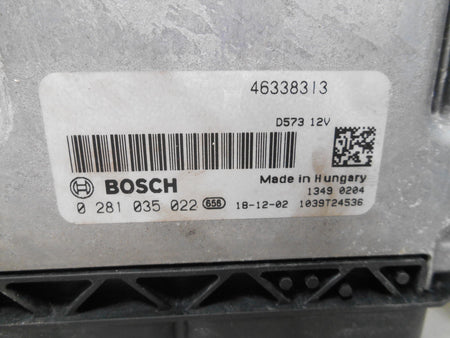 46338313
D573 12V
BOSCH
Made in Hungary
1349 0204
0 281 035 022 656 18-12-02 1039T24536